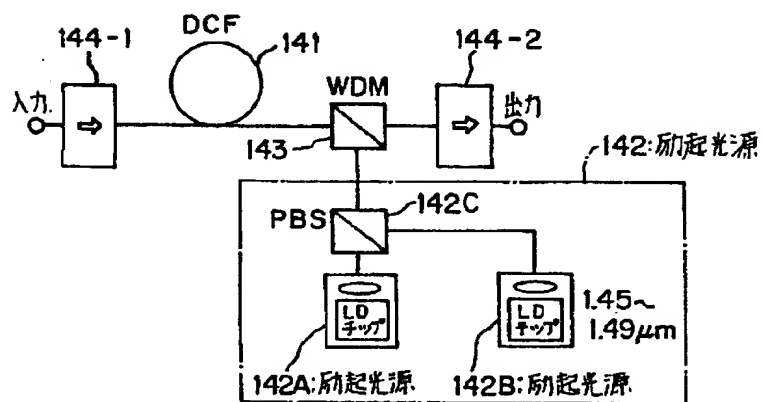 144-1
DCF
141
144-2
入力
WDM
出力
143
142:励起光源
PBS
142C
LD
チップ
LD
チップ
1.45~
1.49μm
142A:励起光源
142B:励起光源